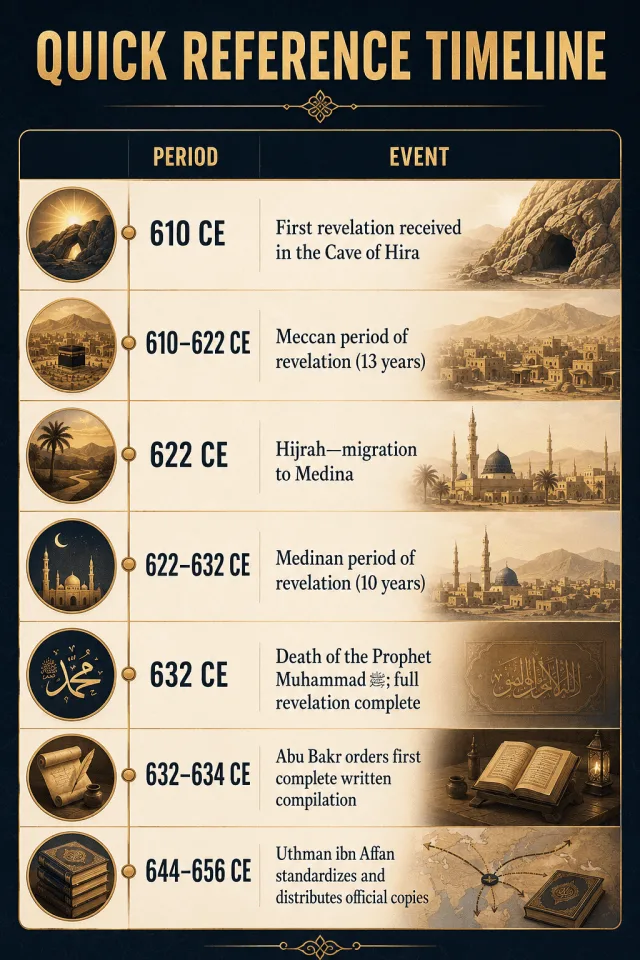 QUICK REFERENCE TIMELINE
PERIOD
EVENT
610 CE
First revelation received
in the Cave of Hira
610–622 CE
Meccan period of
revelation (13 years)
622 CE
Hijrah—migration
to Medina
622–632 CE
Medinan period of
revelation (10 years)
محمد
632 CE
Death of the Prophet
Muhammad ﷺ; full
revelation complete
632–634 CE
Abu Bakr orders first
complete written
compilation
644–656 CE
Uthman ibn Affan
standardizes and
distributes official copies